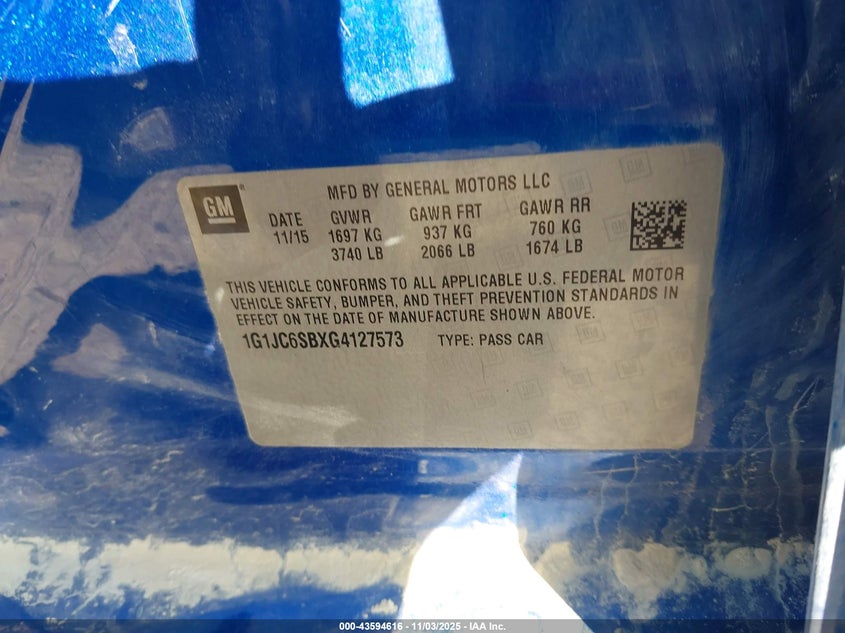 GM
MFD BY GENERAL MOTORS LLC
DATE GVWR GAWR FRT GAWR RR
11/15 1697 KG 937 KG 760 KG
3740 LB 2066 LB 1674 LB
THIS VEHICLE CONFORMS TO ALL APPLICABLE U.S. FEDERAL MOTOR
VEHICLE SAFETY, BUMPER, AND THEFT PREVENTION STANDARDS IN
EFFECT ON THE DATE OF MANUFACTURE SHOWN ABOVE.
1G1JC6SBXG4127573 TYPE: PASS CAR
000-43594616 - 11/03/2025 - IAA Inc.